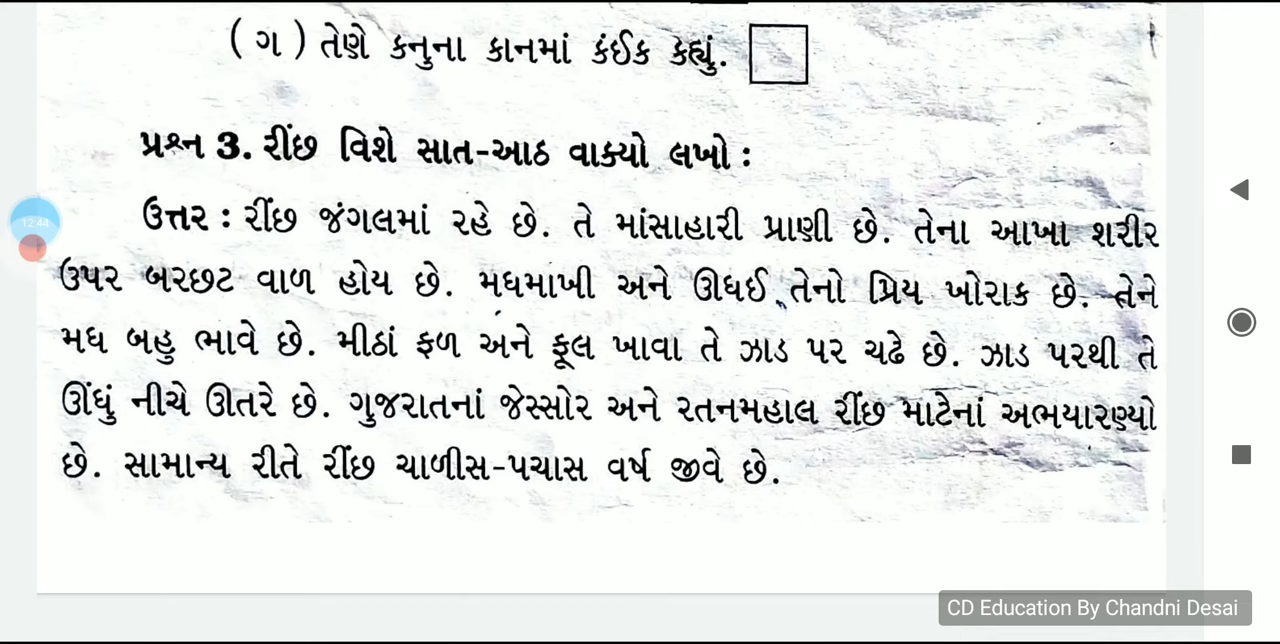 ( ગ ) તેણે કનુના કાનમાં કંઈક કહ્યું.
પ્રશ્ન 3. રીંછ વિશે સાત-આઠ વાક્યો લખો :
ઉત્તર : રીંછ જંગલમાં રહે છે. તે માંસાહારી પ્રાણી છે. તેના આખા શરીર
ઉપર બરછટ વાળ હોય છે. મધમાખી અને ઊધઈ તેનો પ્રિય ખોરાક છે. તેને
મધ બહુ ભાવે છે. મીઠાં ફળ અને ફૂલ ખાવા તે ઝાડ પર ચઢે છે. ઝાડ પરથી તે
ઊંધું નીચે ઊતરે છે. ગુજરાતનાં જેસ્સોર અને રતનમહાલ રીંછ માટેનાં અભયારણ્યો
છે. સામાન્ય રીતે રીંછ ચાળીસ-પચાસ વર્ષ જીવે છે.
12:44
CD Education By Chandni Desai